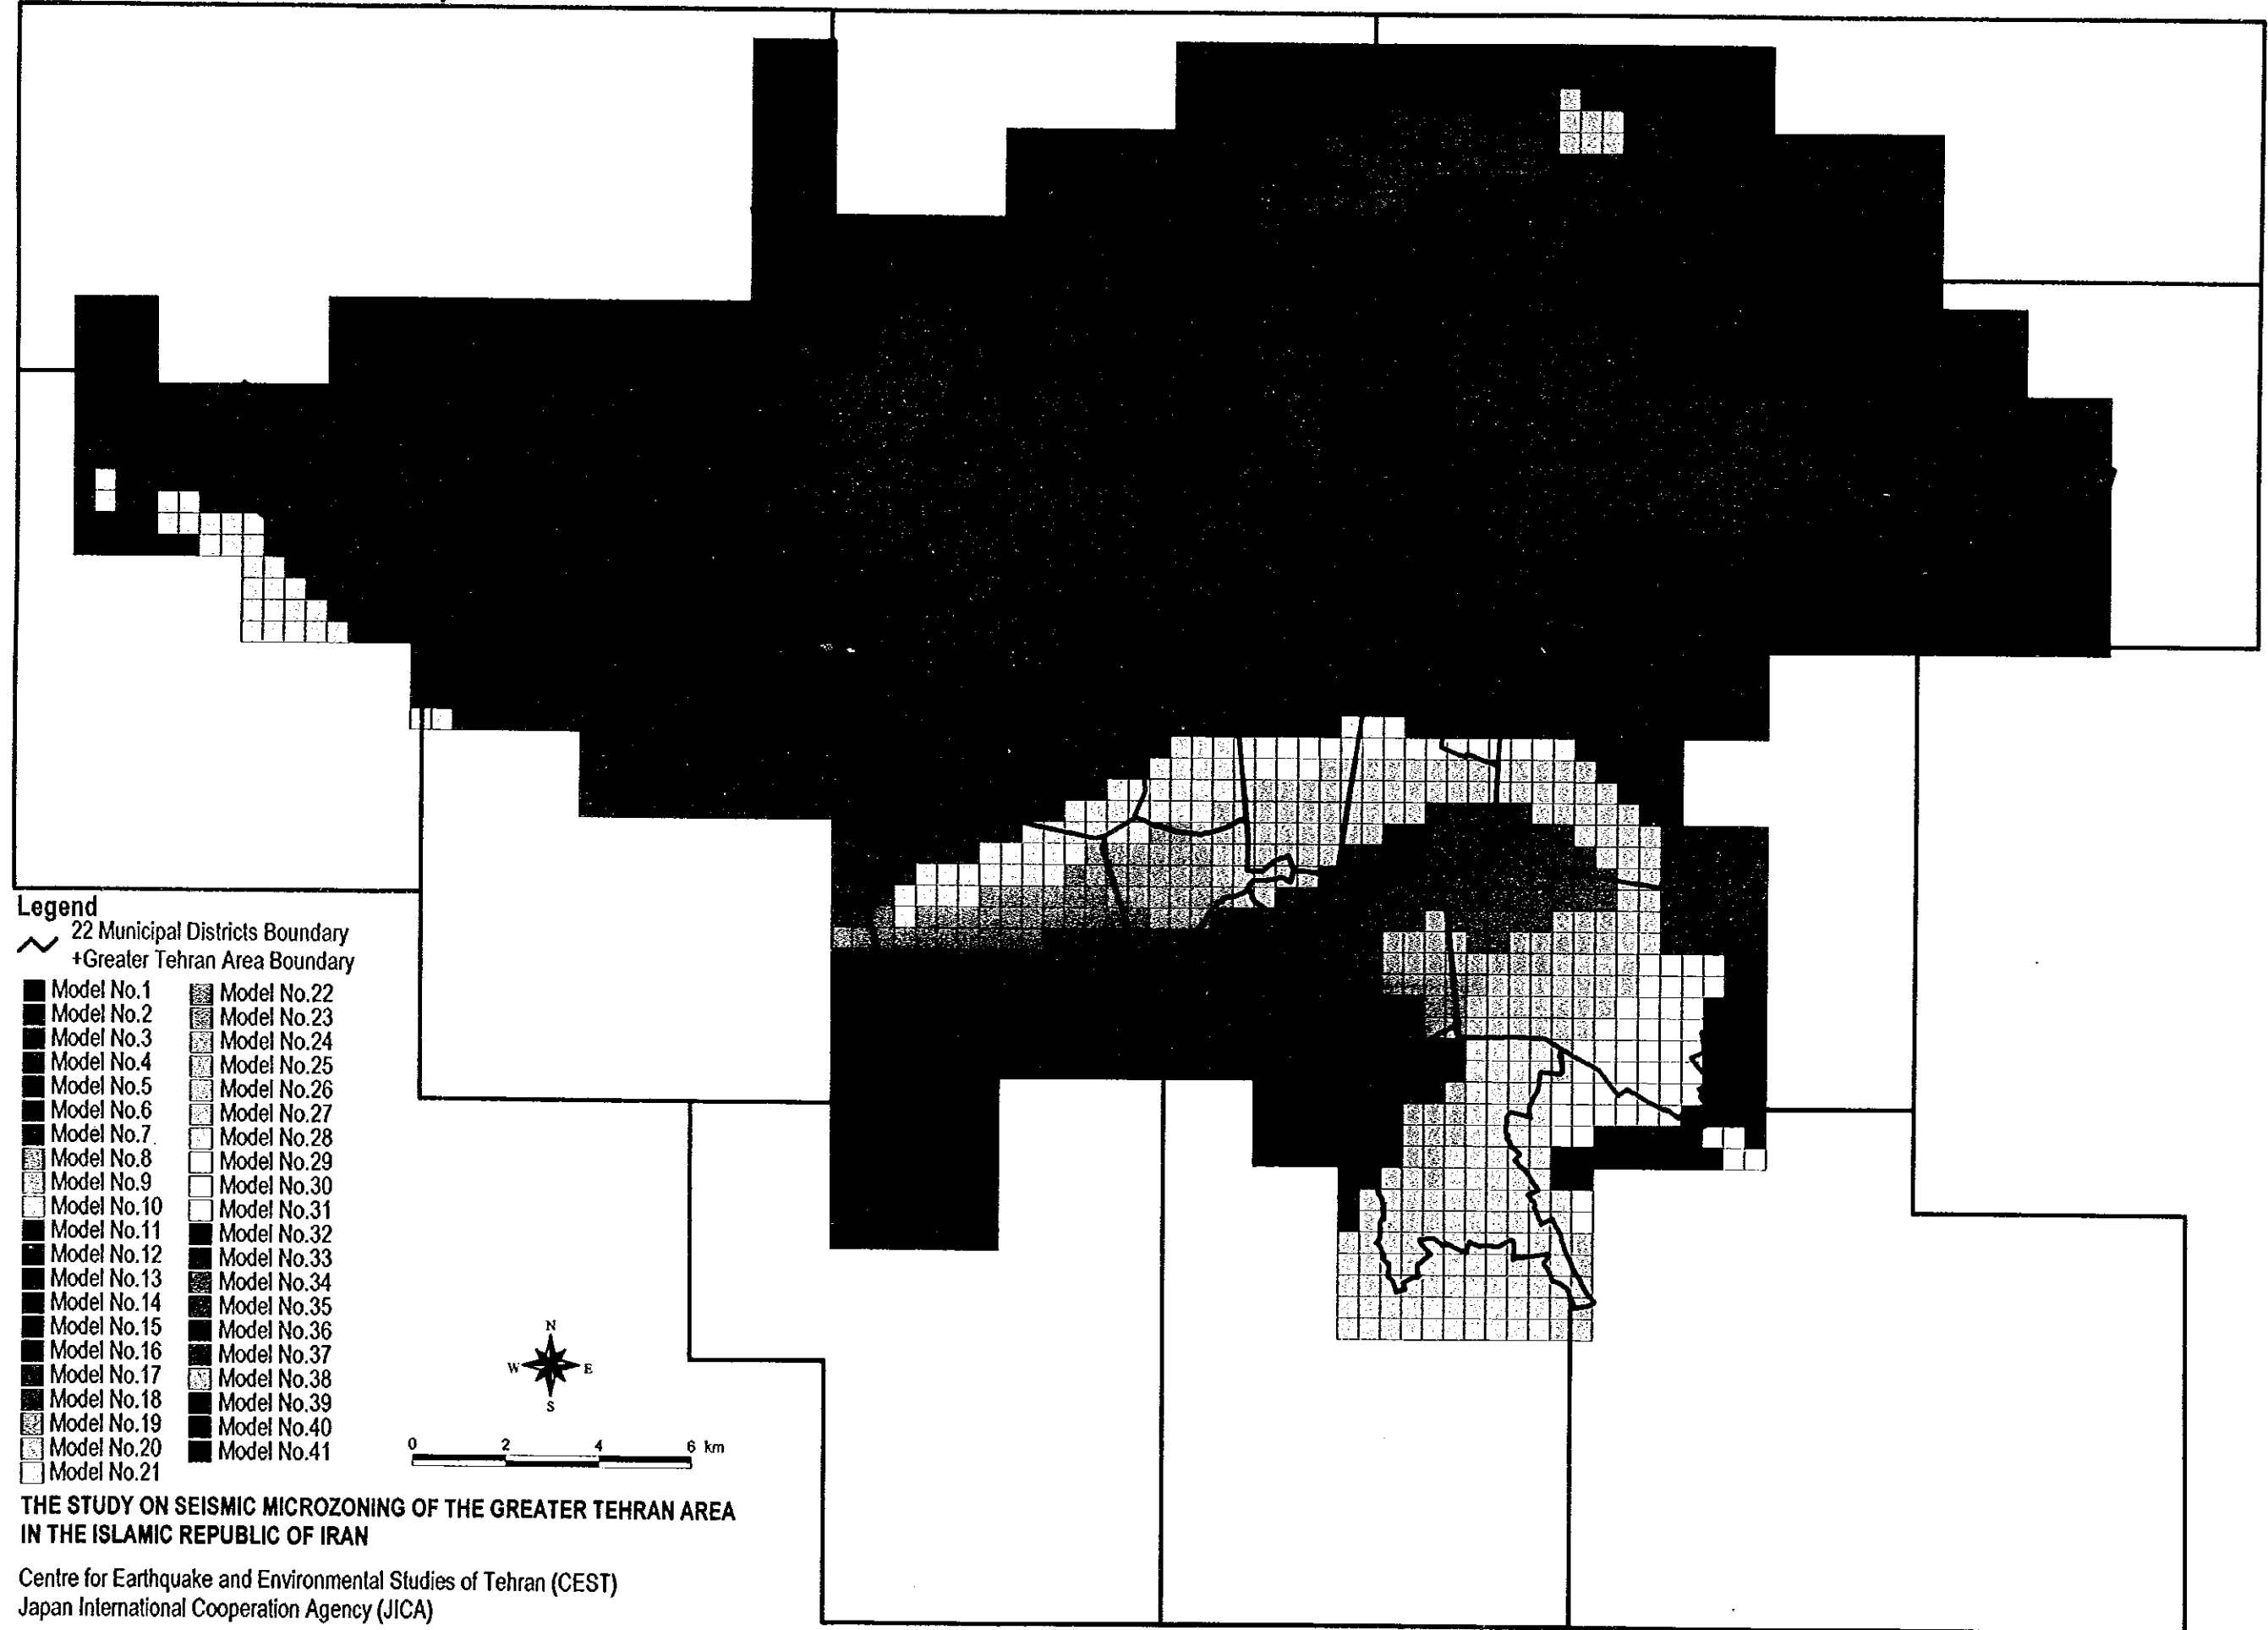 Legend
22 Municipal Districts Boundary
+Greater Tehran Area Boundary
Model No.1
Model No.2
Model No.3
Model No.4
Model No.5
Model No.6
Model No.7
Model No.8
Model No.9
Model No.10
Model No.11
Model No.12
Model No.13
Model No.14
Model No.15
Model No.16
Model No.17
Model No.18
Model No.19
Model No.20
Model No.21
Model No.22
Model No.23
Model No.24
Model No.25
Model No.26
Model No.27
Model No.28
Model No.29
Model No.30
Model No.31
Model No.32
Model No.33
Model No.34
Model No.35
Model No.36
Model No.37
Model No.38
Model No.39
Model No.40
Model No.41
N
W E
S
0 2 4 6 km
THE STUDY ON SEISMIC MICROZONING OF THE GREATER TEHRAN AREA
IN THE ISLAMIC REPUBLIC OF IRAN
Centre for Earthquake and Environmental Studies of Tehran (CEST)
Japan International Cooperation Agency (JICA)